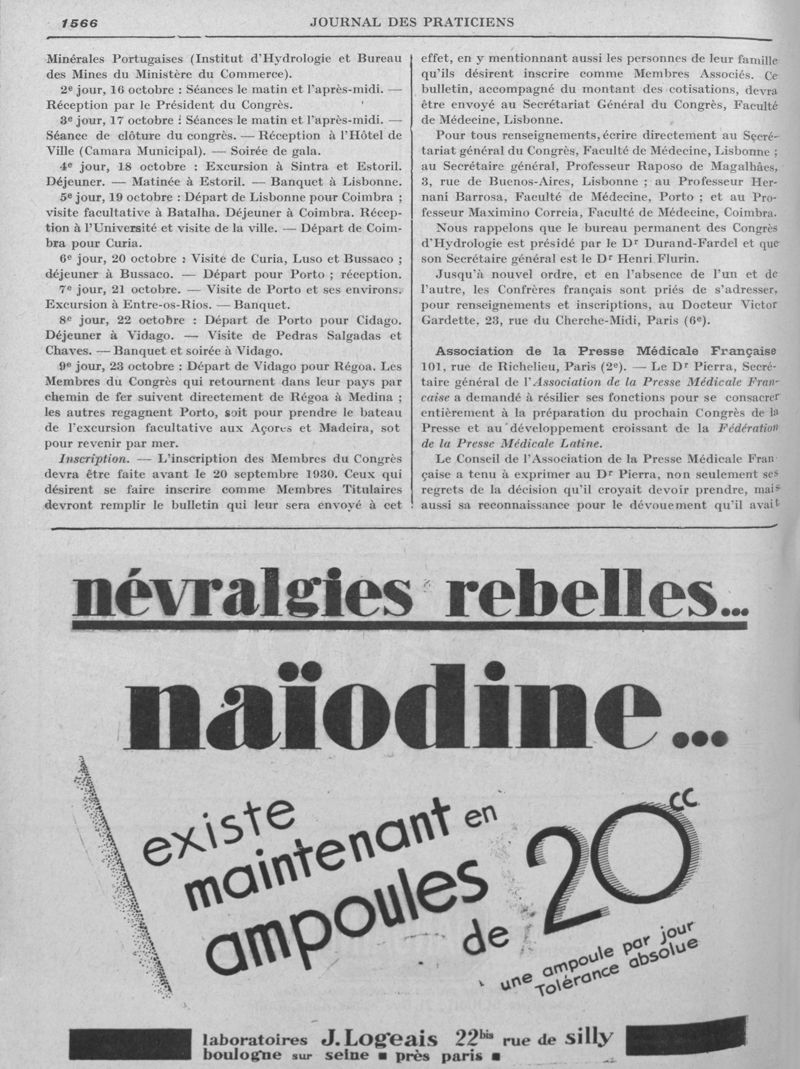 1566
JOURNAL DES PRATICIENS
Minérales Portugaises (Institut d'Hydrologie et Bureau
des Mines du Ministère du Commerce).
2e jour, 16 octobre : Séances le matin et l'après-midi. —
Réception par le Président du Congrès.
3e jour, 17 octobre : Séances le matin et l'après-midi. —
Séance de clôture du congrès. — Réception à l'Hôtel de
Ville (Camara Municipal). — Soirée de gala.
4e jour, 18 octobre : Excursion à Sintra et Estoril.
Déjeuner. — Matinée à Estoril. — Banquet à Lisbonne.
5e jour, 19 octobre : Départ de Lisbonne pour Coimbra ;
visite facultative à Batalha. Déjeuner à Coimbra. Récep-
tion à l'Université et visite de la ville. — Départ de Coim-
bra pour Curia.
6e jour, 20 octobre : Visite de Curia, Luso et Bussaco ;
déjeuner à Bussaco. — Départ pour Porto ; réception.
7e jour, 21 octobre. — Visite de Porto et ses environs.
Excursion à Entre-os-Rios. — Banquet.
8e jour, 22 octobre : Départ de Porto pour Cidago.
Déjeuner à Vidago. — Visite de Pedras Salgadas et
Chaves. — Banquet et soirée à Vidago.
9e jour, 23 octobre : Départ de Vidago pour Régoa. Les
Membres du Congrès qui retournent dans leur pays par
chemin de fer suivent directement de Régoa à Medina ;
les autres regagnent Porto, soit pour prendre le bateau
de l'excursion facultative aux Açores et Madeira, sot
pour revenir par mer.
Inscription. — L'inscription des Membres du Congrès
devra être faite avant le 20 septembre 1930. Ceux qui
désirent se faire inscrire comme Membres Titulaires
devront remplir le bulletin qui leur sera envoyé à cet
effet, en y mentionnant aussi les personnes de leur famille
qu'ils désirent inscrire comme Membres Associés. Ce
bulletin, accompagné du montant des cotisations, devra
être envoyé au Secrétariat Général du Congrès, Faculté
de Médecine, Lisbonne.
Pour tous renseignements, écrire directement au Secré-
tariat général du Congrès, Faculté de Médecine, Lisbonne ;
au Secrétaire général, Professeur Raposo de Magalhães,
3, rue de Buenos-Aires, Lisbonne ; au Professeur Her-
nani Barrosa, Faculté de Médecine, Porto ; et au Pro-
fesseur Maximino Correia, Faculté de Médecine, Coimbra.
Nous rappelons que le bureau permanent des Congrès
d'Hydrologie est présidé par le Dr Durand-Fardel et que
son Secrétaire général est le Dr Henri Flurin.
Jusqu'à nouvel ordre, et en l'absence de l'un et de
l'autre, les Confrères français sont priés de s'adresser,
pour renseignements et inscriptions, au Docteur Victor
Gardette, 23, rue du Cherche-Midi, Paris (6e).
Association de la Presse Médicale Française
101, rue de Richelieu, Paris (2e). — Le Dr Pierra, Secré-
taire général de l'Association de la Presse Médicale Fran-
caise a demandé à résilier ses fonctions pour se consacrer
entièrement à la préparation du prochain Congrès de la
Presse et au développement croissant de la Fédération
de la Presse Médicale Latine.
Le Conseil de l'Association de la Presse Médicale Fran
çaise a tenu à exprimer au Dr Pierra, non seulement ses
regrets de la décision qu'il croyait devoir prendre, mais
aussi sa reconnaissance pour le dévouement qu'il avait
névralgies rebelles...
naïodine...
existe
maintenant en
ampoules
de 20 cc
une ampoule par jour
Tolérance absolue
laboratoires J. Logeais 22bis rue de silly
boulogne sur seine ▪ près paris ▪